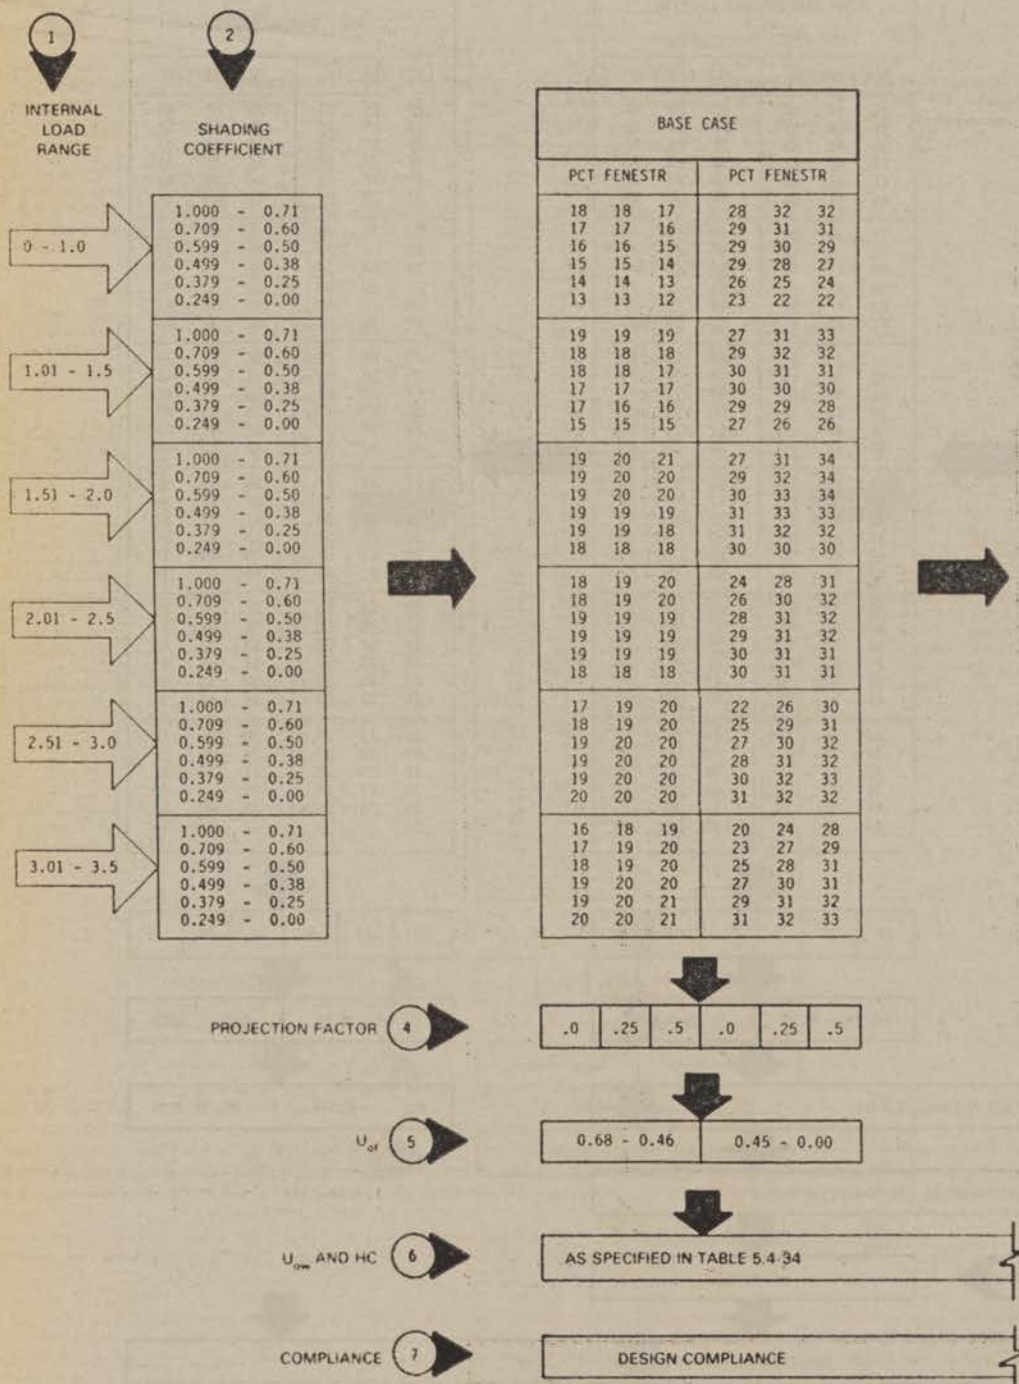 1
2
INTERNAL
LOAD
RANGE
SHADING
COEFFICIENT
BASE CASE
PCT FENESTR PCT FENESTR
0 - 1.0
1.000 - 0.71 18 18 17 28 32 32
0.709 - 0.60 17 17 16 29 31 31
0.599 - 0.50 16 16 15 29 30 29
0.499 - 0.38 15 15 14 29 28 27
0.379 - 0.25 14 14 13 26 25 24
0.249 - 0.00 13 13 12 23 22 22
1.01 - 1.5
1.000 - 0.71 19 19 19 27 31 33
0.709 - 0.60 18 18 18 29 32 32
0.599 - 0.50 18 18 17 30 31 31
0.499 - 0.38 17 17 17 30 30 30
0.379 - 0.25 17 16 16 29 29 28
0.249 - 0.00 15 15 15 27 26 26
1.51 - 2.0
1.000 - 0.71 19 20 21 27 31 34
0.709 - 0.60 19 20 20 29 32 34
0.599 - 0.50 19 20 20 30 33 34
0.499 - 0.38 19 19 19 31 33 33
0.379 - 0.25 19 19 18 31 32 32
0.249 - 0.00 18 18 18 30 30 30
2.01 - 2.5
1.000 - 0.71 18 19 20 24 28 31
0.709 - 0.60 18 19 20 26 30 32
0.599 - 0.50 19 19 19 28 31 32
0.499 - 0.38 19 19 19 29 31 32
0.379 - 0.25 19 19 19 30 31 31
0.249 - 0.00 18 18 18 30 31 31
2.51 - 3.0
1.000 - 0.71 17 19 20 22 26 30
0.709 - 0.60 18 19 20 25 29 31
0.599 - 0.50 19 20 20 27 30 32
0.499 - 0.38 19 20 20 28 31 32
0.379 - 0.25 19 20 20 30 32 33
0.249 - 0.00 20 20 20 31 32 32
3.01 - 3.5
1.000 - 0.71 16 18 19 20 24 28
0.709 - 0.60 17 19 20 23 27 29
0.599 - 0.50 18 19 20 25 28 31
0.499 - 0.38 19 20 20 27 30 31
0.379 - 0.25 19 20 21 29 31 32
0.249 - 0.00 20 20 21 31 32 33
PROJECTION FACTOR 4 .0 .25 .5 .0 .25 .5
Uof 5 0.68 - 0.46 0.45 - 0.00
Uow AND HC 6 AS SPECIFIED IN TABLE 5.4-34
COMPLIANCE 7 DESIGN COMPLIANCE